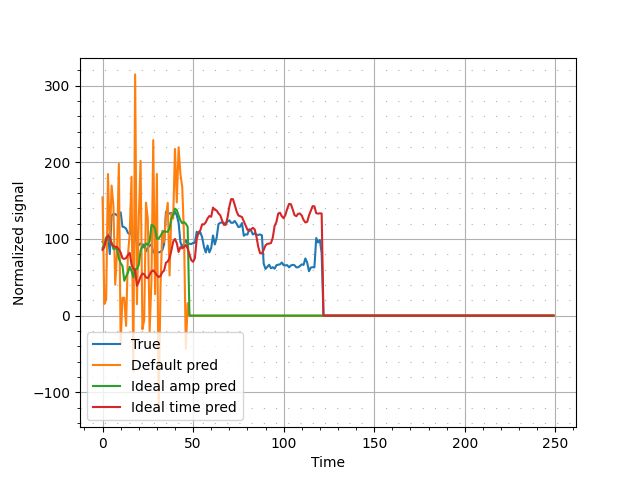 300
200
100
0
−100
Normalized signal
True
Default pred
Ideal amp pred
Ideal time pred
0 50 100 150 200 250
Time